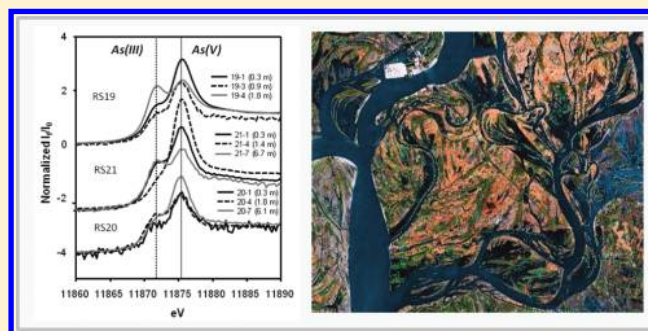 As(III) As(V)
4
2
0
-2
-4
Normalized If/I0
RS19
RS21
RS20
19-1 (0.3 m)
19-3 (0.9 m)
19-4 (1.8 m)
21-1 (0.3 m)
21-4 (1.4 m)
21-7 (6.7 m)
20-1 (0.3 m)
20-4 (1.8 m)
20-7 (6.1 m)
11860 11865 11870 11875 11880 11885 11890
eV